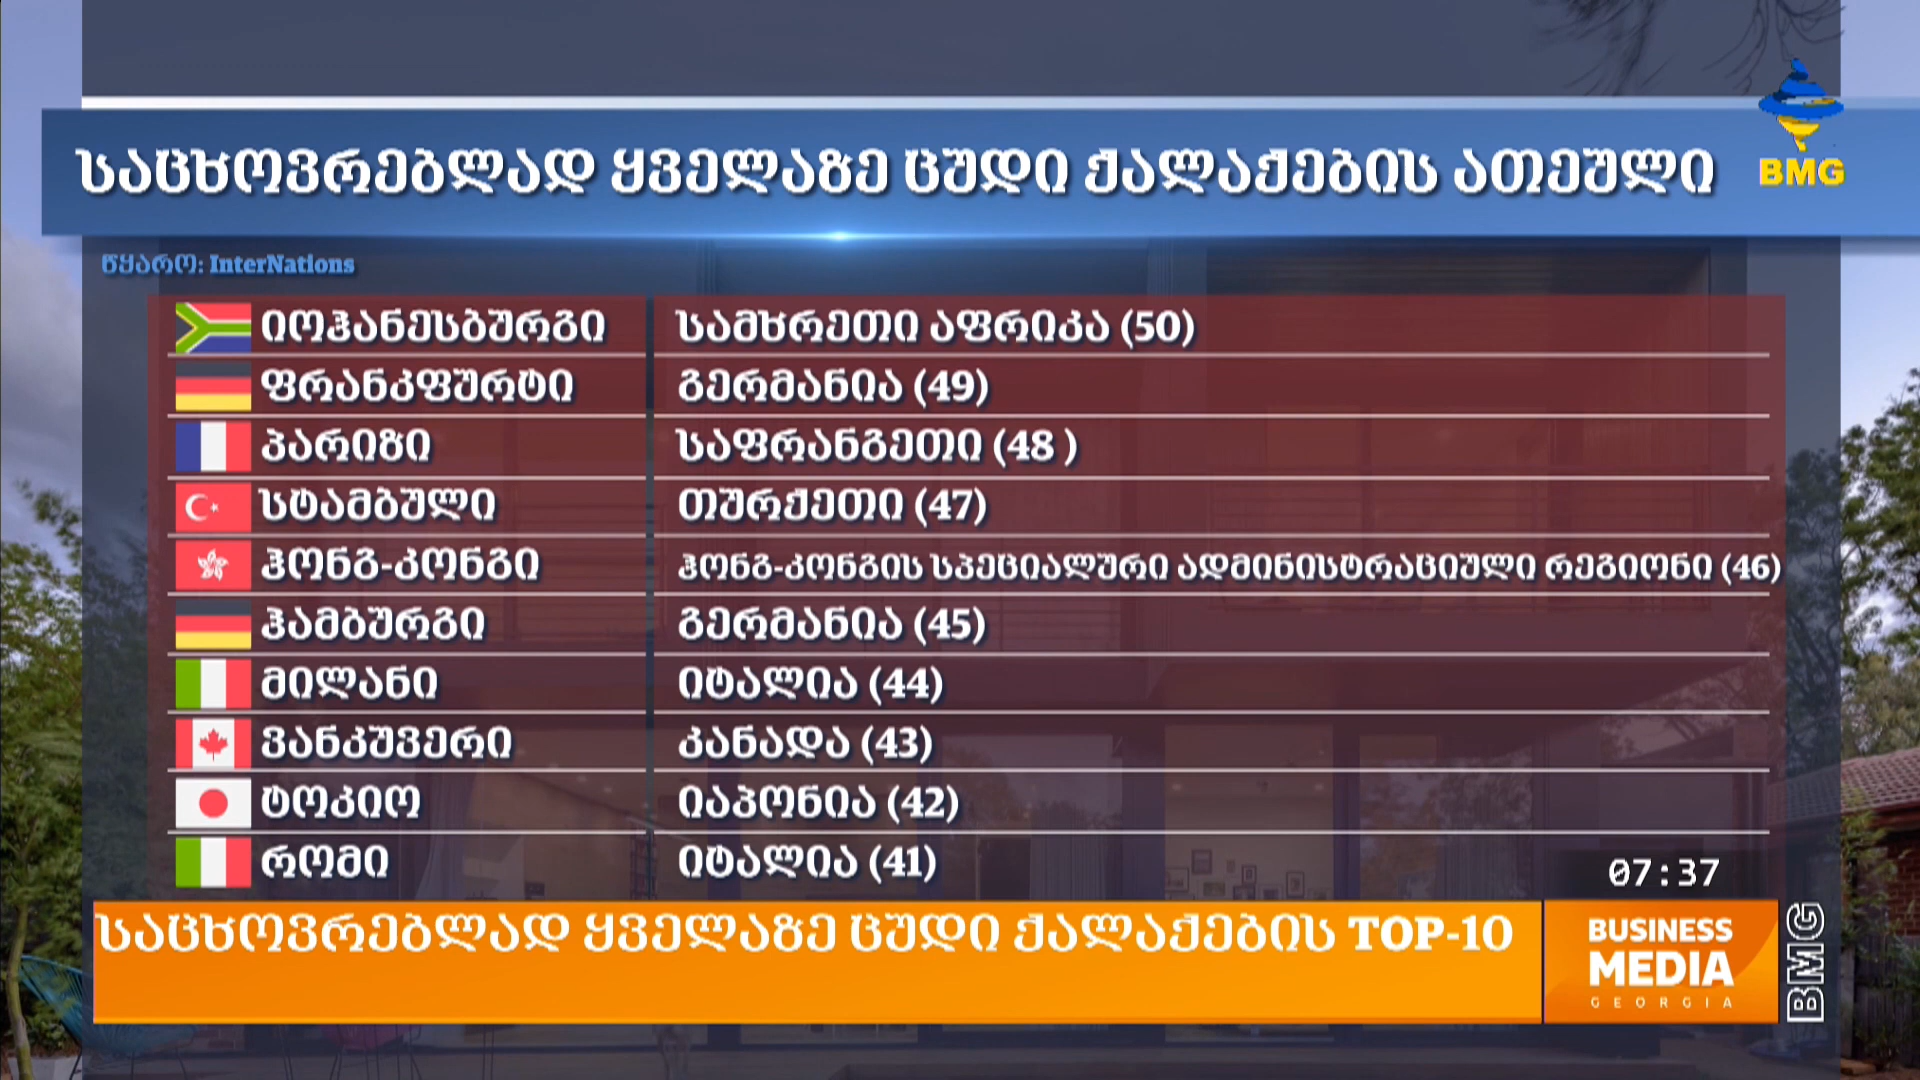 საცხოვრებლად ყველაზე ცუდი ქალაქების ათეული
BMG
წყარო: InterNations
იოჰანესბურგი სამხრეთი აფრიკა (50)
ფრანკფურტი გერმანია (49)
პარიზი საფრანგეთი (48 )
სტამბული თურქეთი (47)
ჰონგ-კონგი ჰონგ-კონგის სპეციალური ადმინისტრაციული რეგიონი (46)
ჰამბურგი გერმანია (45)
მილანი იტალია (44)
ვანკუვერი კანადა (43)
ტოკიო იაპონია (42)
რომი იტალია (41)
07:37
საცხოვრებლად ყველაზე ცუდი ქალაქების TOP-10
BUSINESS
MEDIA
GEORGIA
BMG